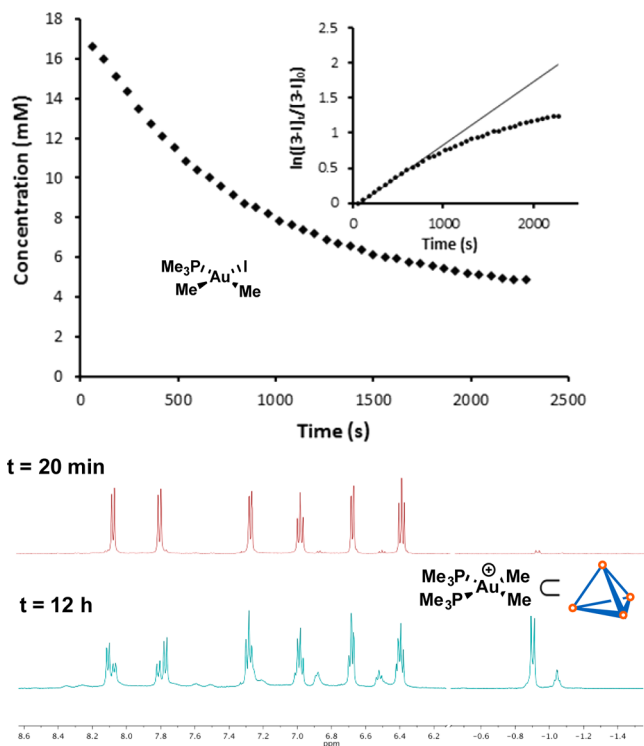 Concentration (mM)
18
16
14
12
10
8
6
4
2
0
0 500 1000 1500 2000 2500
Time (s)
ln([3-I]ₜ/[3-I]₀)
2.5
2
1.5
1
0.5
0
0 1000 2000
Time (s)
Me₃P Au I
Me Me
t = 20 min
⊕
Me₃P Au Me ⊂
Me₃P Me
t = 12 h
8.6 8.4 8.2 8.0 7.8 7.6 7.4 7.2 7.0 6.8 6.6 6.4 6.2 -0.6 -0.8 -1.0 -1.2 -1.4
ppm